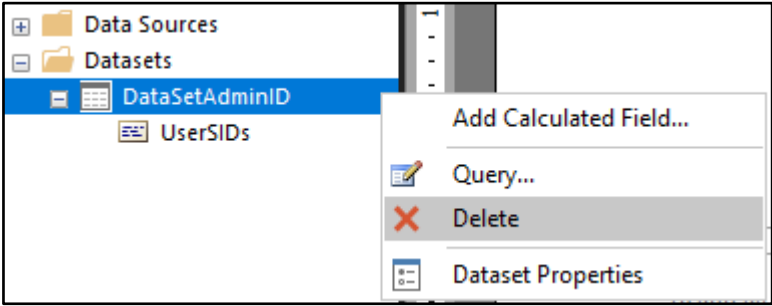 Data Sources
Datasets
DataSetAdminID
UserSIDs
Add Calculated Field...
Query...
Delete
Dataset Properties